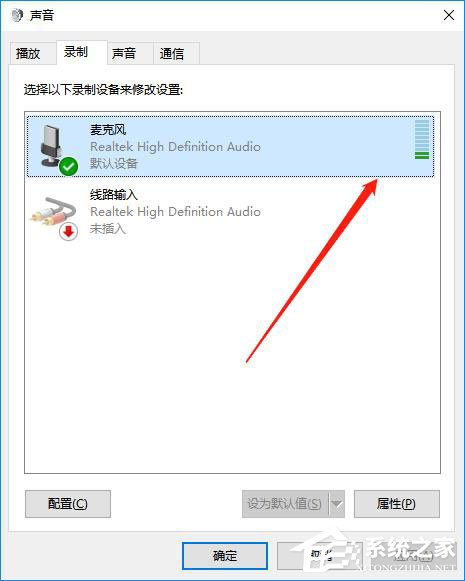 声音
播放 录制 声音 通信
选择以下录制设备来修改设置:
麦克风
Realtek High Definition Audio
默认设备
线路输入
Realtek High Definition Audio
未插入
配置(C) 设为默认值(S) 属性(P)
确定
系统之家
XITONGZHIJIA.NET